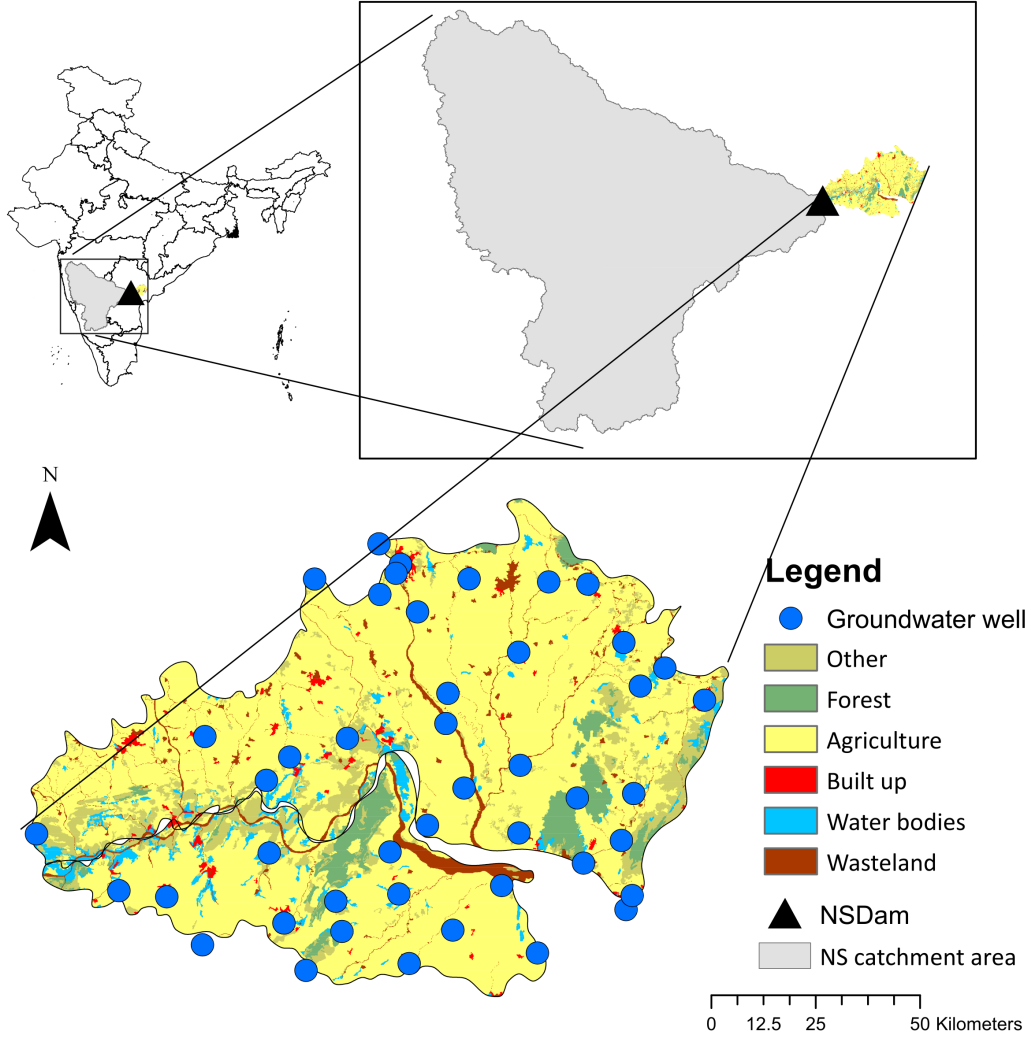 N
Legend
Groundwater well
Other
Forest
Agriculture
Built up
Water bodies
Wasteland
NSDam
NS catchment area
0 12.5 25 50 Kilometers